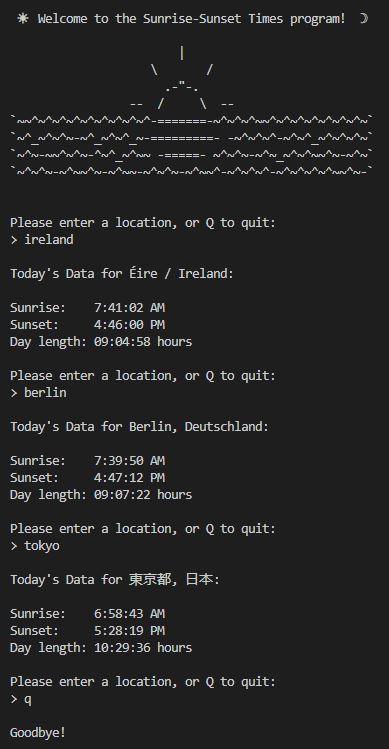 ☀ Welcome to the Sunrise-Sunset Times program! ☽
                        |
                    \       /
                      .-"-.
                 --  /     \  --
`~~^~^~^~^~^~^~^~^~^-=======-~^~^~^~~^~^~^~^~^~^~^~`
`~^_~^~^~-~^_~^~^_~-=========- -~^~^~^-~^~^_~^~^~^~`
`~^~-~~^~^~-^~^_~^~~ -=====- ~^~^~-~^~_~^~^~~^~-~^~`
`~^~^~-~^~~^~-~^~~-~^~^~-~^~~^-~^~^~^-~^~^~^~^~~^~-`
Please enter a location, or Q to quit:
> ireland
Today's Data for Éire / Ireland:
Sunrise:    7:41:02 AM
Sunset:     4:46:00 PM
Day length: 09:04:58 hours
Please enter a location, or Q to quit:
> berlin
Today's Data for Berlin, Deutschland:
Sunrise:    7:39:50 AM
Sunset:     4:47:12 PM
Day length: 09:07:22 hours
Please enter a location, or Q to quit:
> tokyo
Today's Data for 東京都, 日本:
Sunrise:    6:58:43 AM
Sunset:     5:28:19 PM
Day length: 10:29:36 hours
Please enter a location, or Q to quit:
> q
Goodbye!